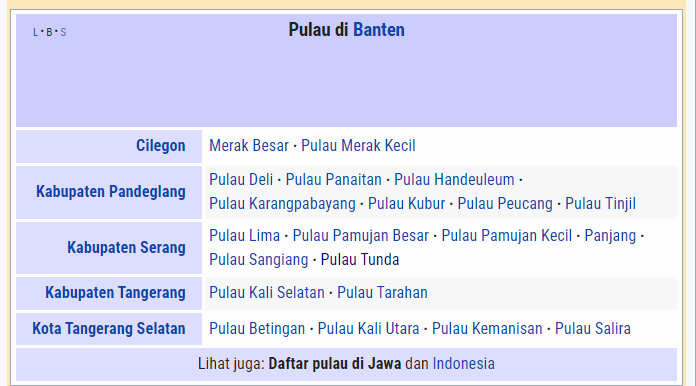 L · B · S
Pulau di Banten
Cilegon
Merak Besar · Pulau Merak Kecil
Kabupaten Pandeglang
Pulau Deli · Pulau Panaitan · Pulau Handeuleum ·
Pulau Karangpabayang · Pulau Kubur · Pulau Peucang · Pulau Tinjil
Kabupaten Serang
Pulau Lima · Pulau Pamujan Besar · Pulau Pamujan Kecil · Panjang ·
Pulau Sangiang · Pulau Tunda
Kabupaten Tangerang
Pulau Kali Selatan · Pulau Tarahan
Kota Tangerang Selatan
Pulau Betingan · Pulau Kali Utara · Pulau Kemanisan · Pulau Salira
Lihat juga: Daftar pulau di Jawa dan Indonesia